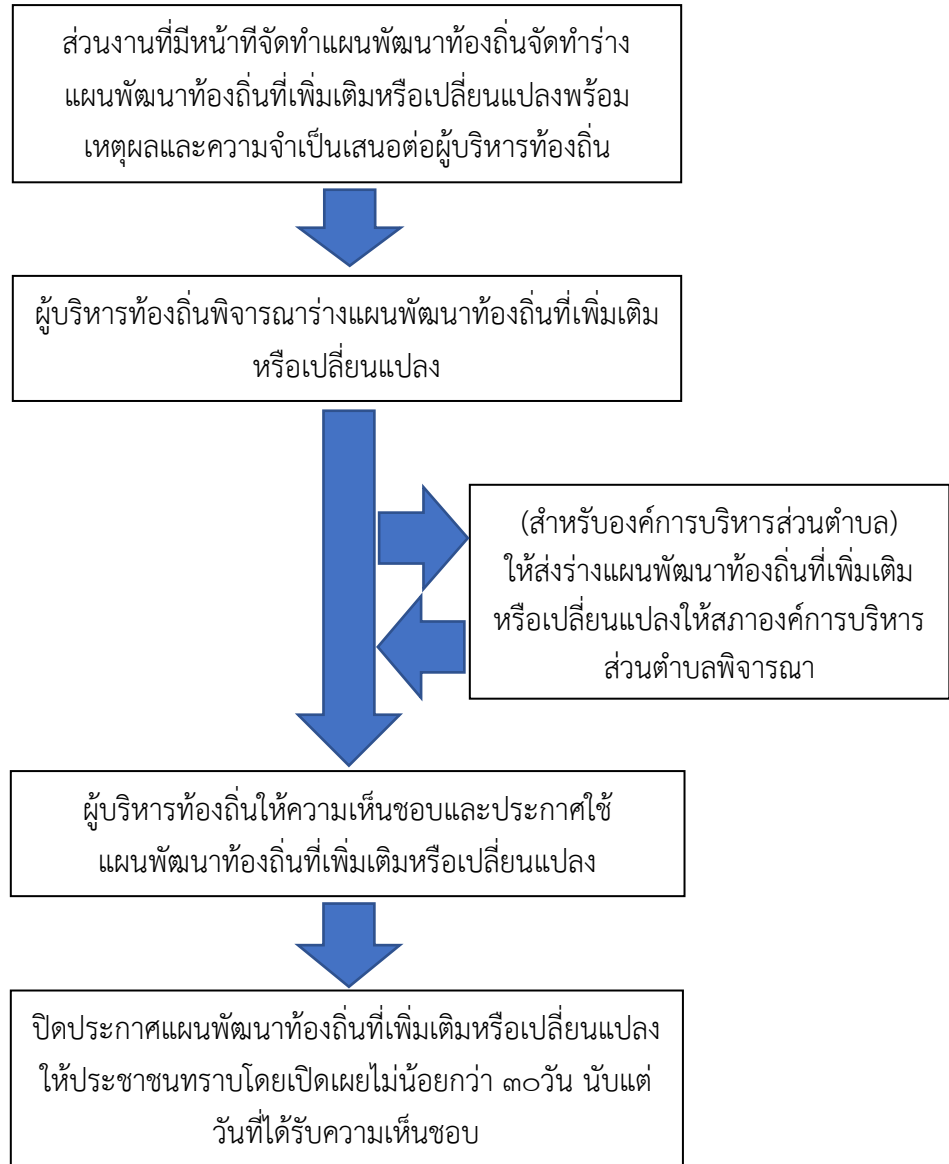 ส่วนงานที่มีหน้าทีจัดทำแผนพัฒนาท้องถิ่นจัดทำร่าง
แผนพัฒนาท้องถิ่นที่เพิ่มเติมหรือเปลี่ยนแปลงพร้อม
เหตุผลและความจำเป็นเสนอต่อผู้บริหารท้องถิ่น
ผู้บริหารท้องถิ่นพิจารณาร่างแผนพัฒนาท้องถิ่นที่เพิ่มเติม
หรือเปลี่ยนแปลง
(สำหรับองค์การบริหารส่วนตำบล)
ให้ส่งร่างแผนพัฒนาท้องถิ่นที่เพิ่มเติม
หรือเปลี่ยนแปลงให้สภาองค์การบริหาร
ส่วนตำบลพิจารณา
ผู้บริหารท้องถิ่นให้ความเห็นชอบและประกาศใช้
แผนพัฒนาท้องถิ่นที่เพิ่มเติมหรือเปลี่ยนแปลง
ปิดประกาศแผนพัฒนาท้องถิ่นที่เพิ่มเติมหรือเปลี่ยนแปลง
ให้ประชาชนทราบโดยเปิดเผยไม่น้อยกว่า ๓๐วัน นับแต่
วันที่ได้รับความเห็นชอบ